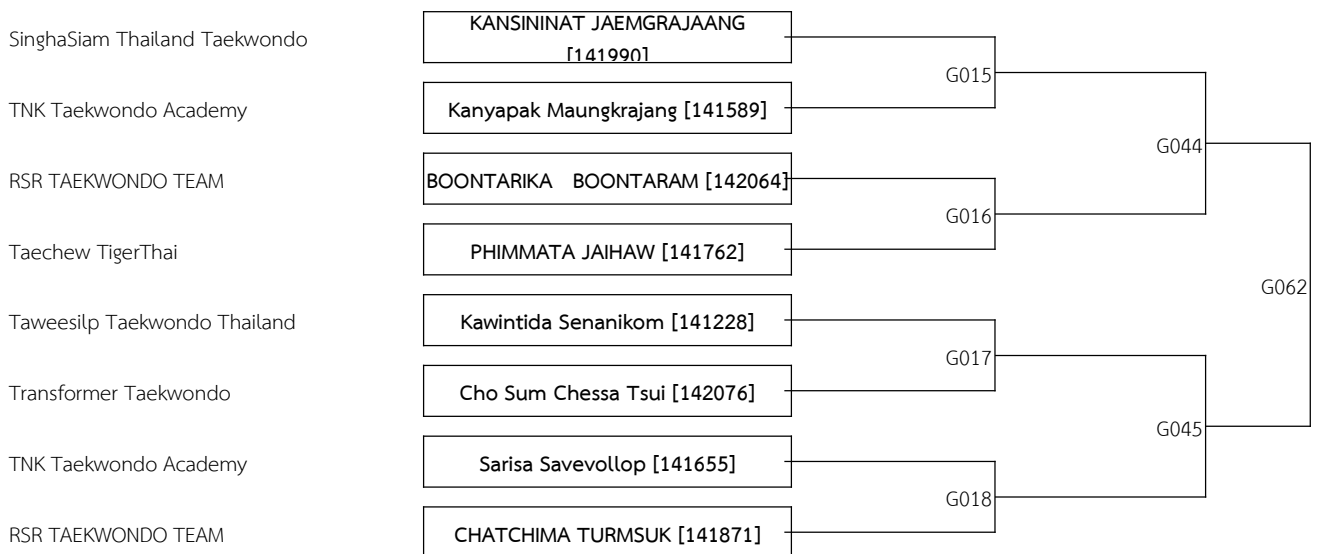 SinghaSiam Thailand Taekwondo
KANSININAT JAEMGRAJAANG
[141990]
G015
TNK Taekwondo Academy
Kanyapak Maungkrajang [141589]
G044
RSR TAEKWONDO TEAM
BOONTARIKA   BOONTARAM [142064]
G016
Taechew TigerThai
PHIMMATA JAIHAW [141762]
G062
Taweesilp Taekwondo Thailand
Kawintida Senanikom [141228]
G017
Transformer Taekwondo
Cho Sum Chessa Tsui [142076]
G045
TNK Taekwondo Academy
Sarisa Savevollop [141655]
G018
RSR TAEKWONDO TEAM
CHATCHIMA TURMSUK [141871]